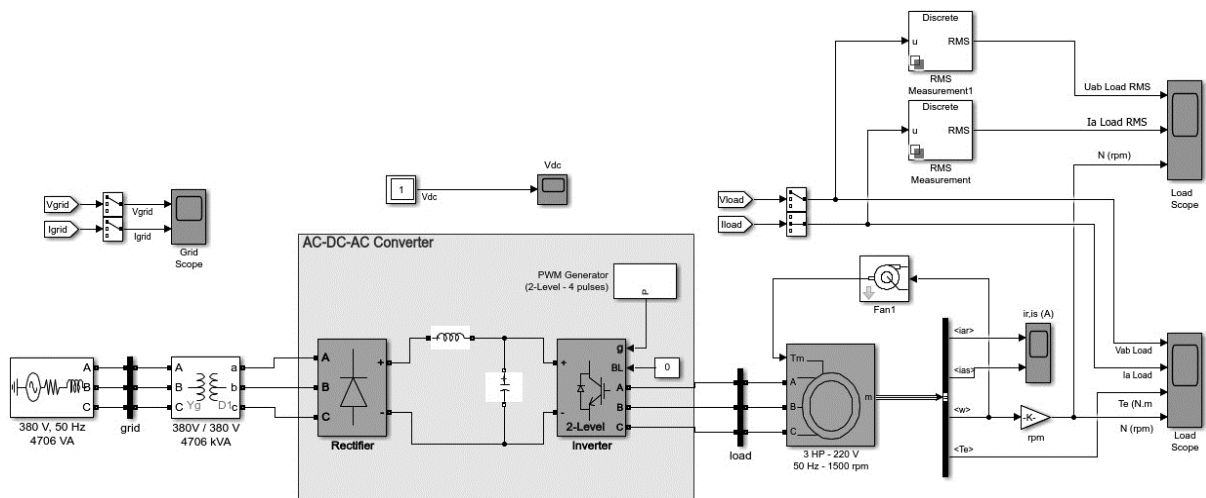 Discrete
u
RMS
RMS
Measurement1
Uab Load RMS
Discrete
u
RMS
RMS
Measurement
Ia Load RMS
N (rpm)
Load
Scope
Vgrid
Igrid
Vgrid
Igrid
Grid
Scope
1
Vdc
Vdc
Vload
Iload
AC-DC-AC Converter
PWM Generator
(2-Level - 4 pulses)
P
Fan1
A
B
C
380 V, 50 Hz
4706 VA
grid
A
B
C
a
b
c
Yg
D1
380V / 380 V
4706 kVA
A
B
C
+
-
Rectifier
+
-
g
BL
A
B
C
2-Level
Inverter
0
load
Tm
A
B
C
m
3 HP - 220 V
50 Hz - 1500 rpm
<iar>
<ias>
<w>
<Te>
ir,is (A)
-K-
rpm
Vab Load
Ia Load
Te (N.m
N (rpm)
Load
Scope